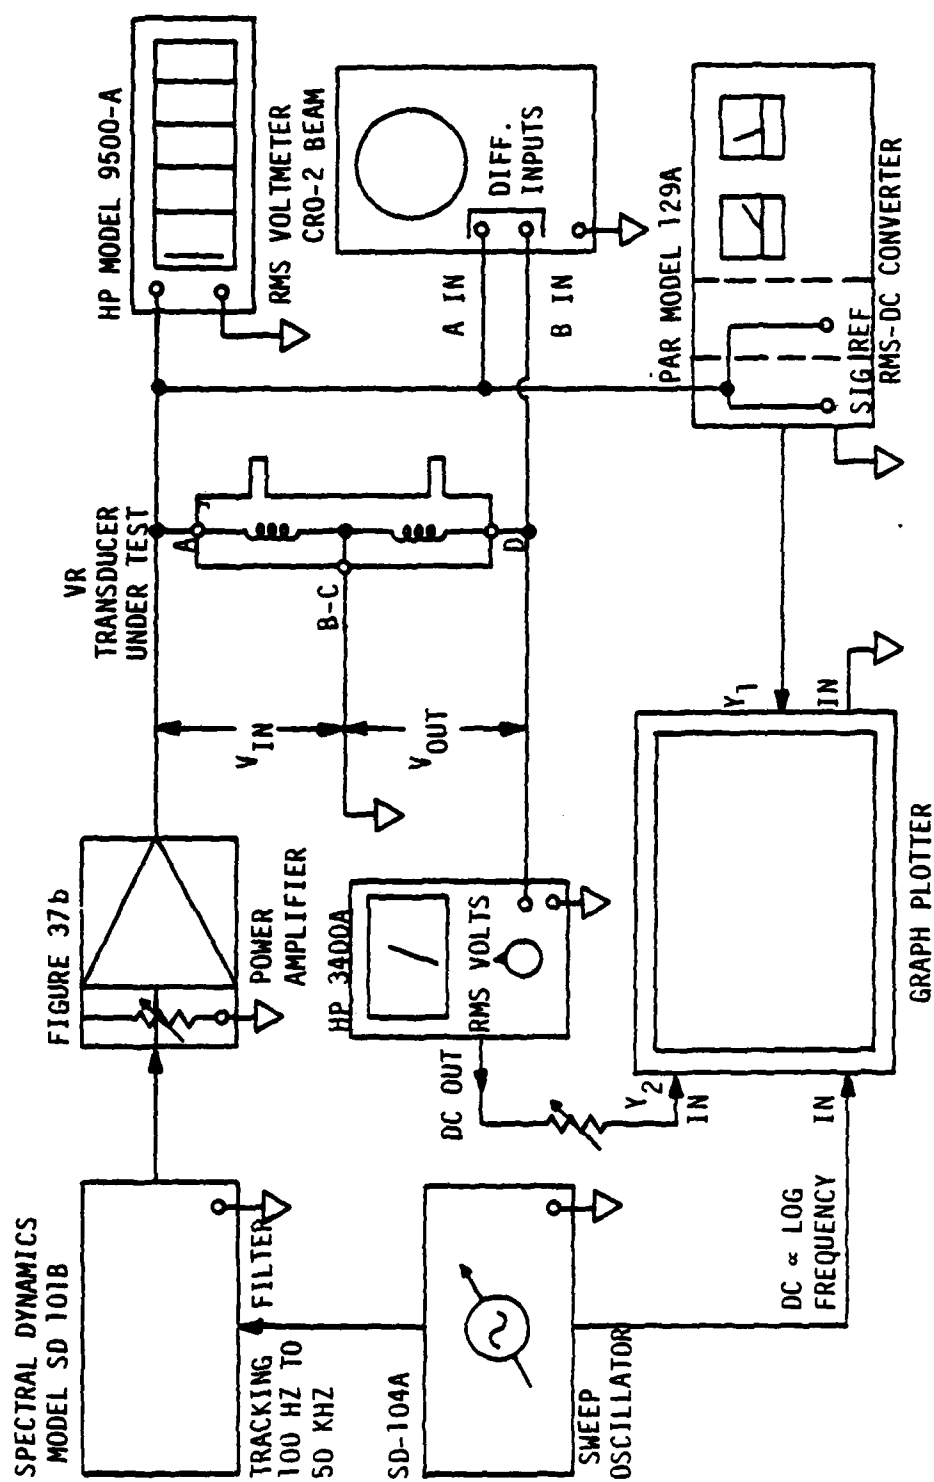 SPECTRAL DYNAMICS
MODEL SD 101B
TRACKING FILTER
100 HZ TO
50 KHZ
FIGURE 37b
POWER
AMPLIFIER
VR
TRANSDUCER
UNDER TEST
A
B-C
D
V IN
V OUT
HP MODEL 9500-A
RMS VOLTMETER
CRO-2 BEAM
DIFF.
INPUTS
A IN
B IN
HP 3400A
RMS VOLTS
DC OUT
SD-104A
SWEEP
OSCILLATOR
DC ∝ LOG
FREQUENCY
Y2
IN
IN
Y1
IN
GRAPH PLOTTER
PAR MODEL 129A
SIG REF
RMS-DC CONVERTER